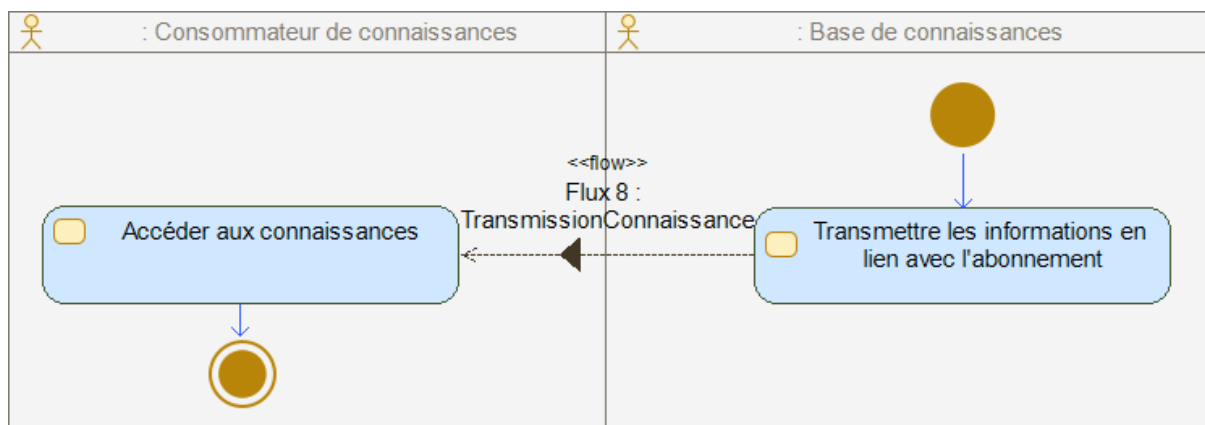 : Consommateur de connaissances
: Base de connaissances
<<flow>>
Flux 8 :
TransmissionConnaissance
Accéder aux connaissances
Transmettre les informations en
lien avec l'abonnement